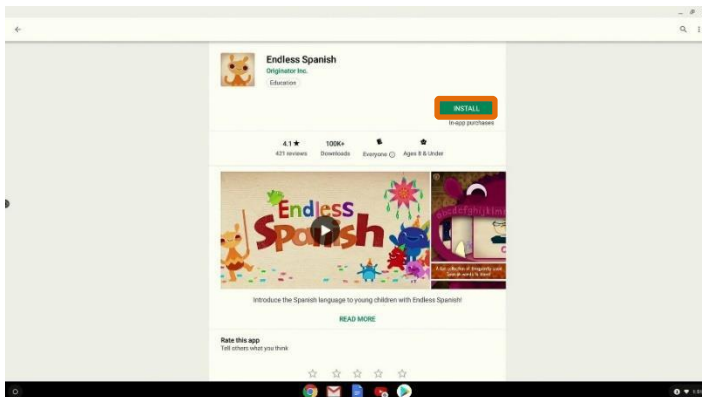 Endless Spanish
Originator Inc.
Education
INSTALL
In-app purchases
4.1★ 100K+
421 reviews Downloads Everyone Ages 8 & Under
Endless
Spanish
abcdefghijklmn
Introduce the Spanish language to young children with Endless Spanish!
READ MORE
Rate this app
Tell others what you think